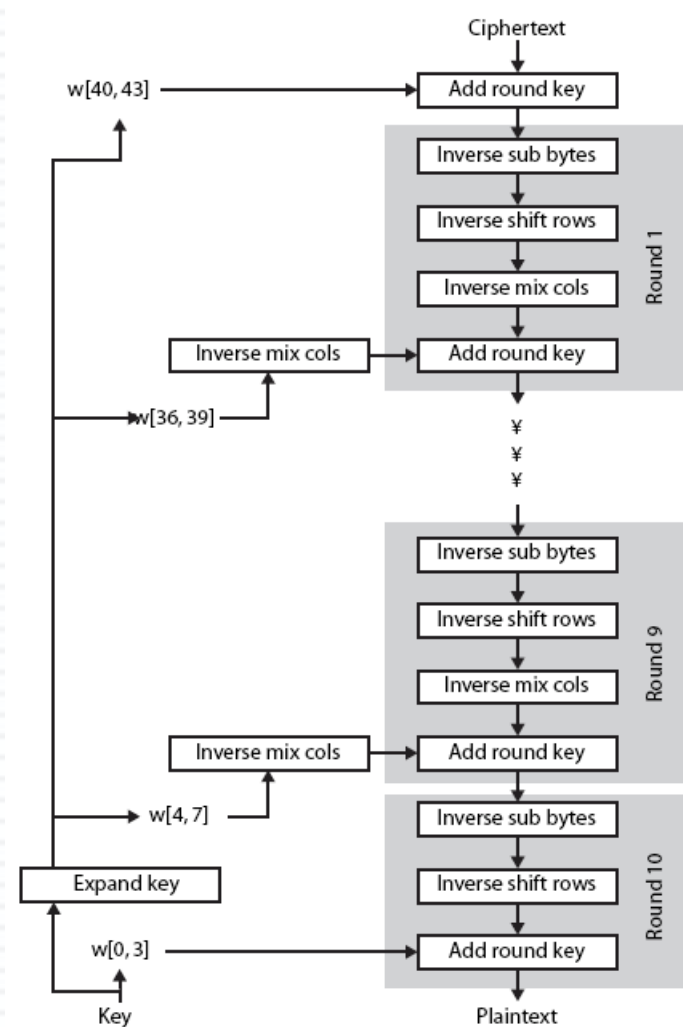 Ciphertext
w[40, 43]
Add round key
Inverse sub bytes
Inverse shift rows
Round 1
Inverse mix cols
Inverse mix cols
Add round key
w[36, 39]
¥
¥
¥
Inverse sub bytes
Inverse shift rows
Round 9
Inverse mix cols
Inverse mix cols
Add round key
w[4, 7]
Inverse sub bytes
Expand key
Inverse shift rows
Round 10
w[0, 3]
Add round key
Key
Plaintext